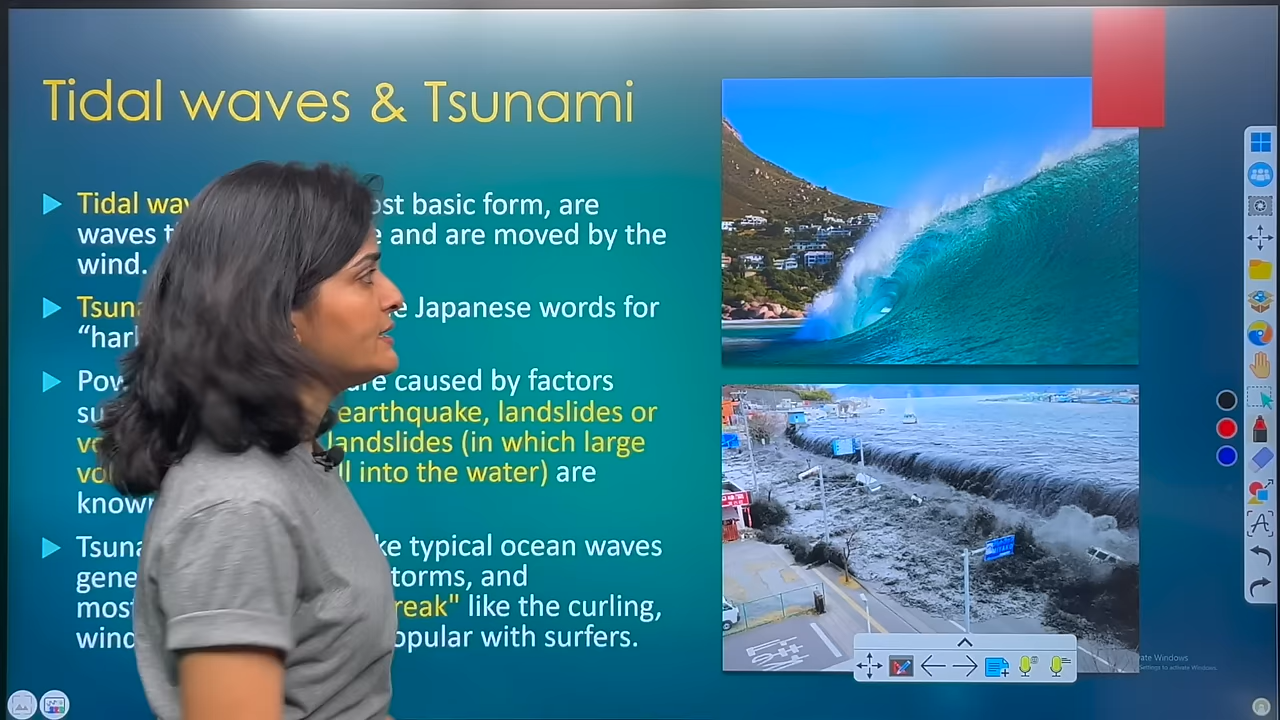 Tidal waves & Tsunami
Tidal wav ost basic form, are
waves t e and are moved by the
wind.
Tsuna e Japanese words for
“har
Pow are caused by factors
su earthquake, landslides or
vo landslides (in which large
vol ll into the water) are
know
Tsuna ke typical ocean waves
gene torms, and
most reak" like the curling,
wind opular with surfers.